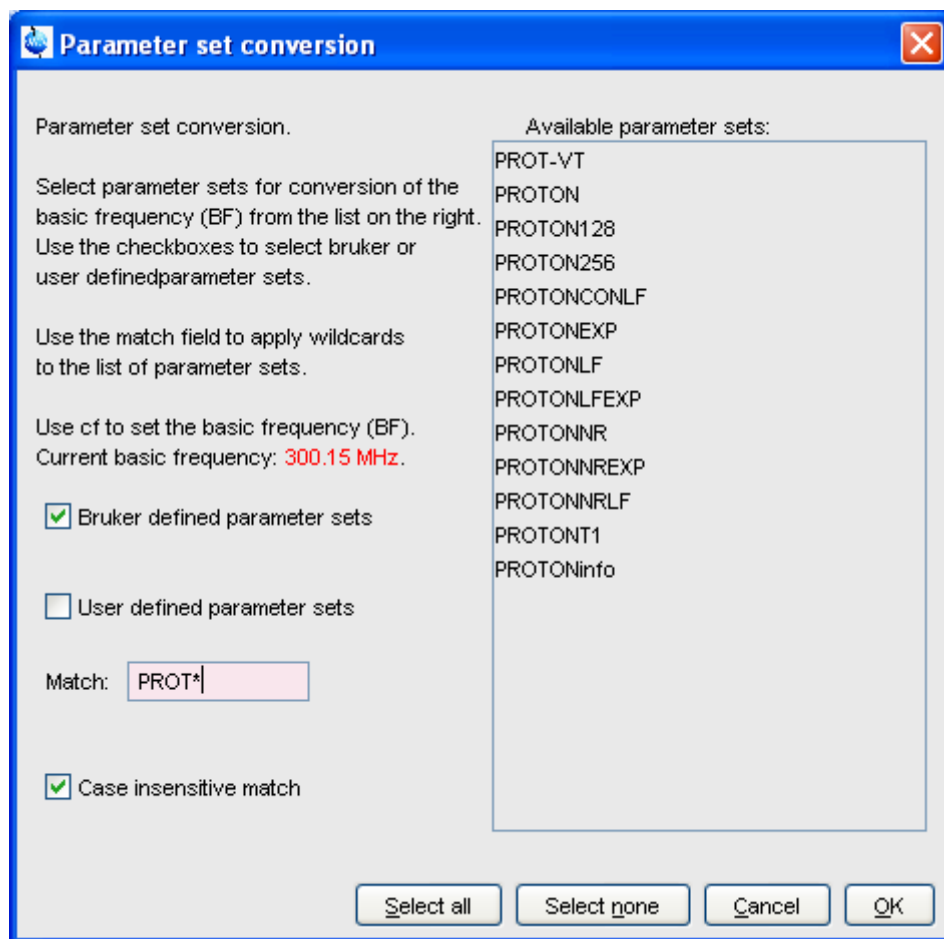 Parameter set conversion
Parameter set conversion.
Select parameter sets for conversion of the
basic frequency (BF) from the list on the right.
Use the checkboxes to select bruker or
user definedparameter sets.
Use the match field to apply wildcards
to the list of parameter sets.
Use cf to set the basic frequency (BF).
Current basic frequency: 300.15 MHz.
Bruker defined parameter sets
User defined parameter sets
Match: PROT*
Case insensitive match
Available parameter sets:
PROT-VT
PROTON
PROTON128
PROTON256
PROTONCONLF
PROTONEXP
PROTONLF
PROTONLFEXP
PROTONNR
PROTONNREXP
PROTONNRLF
PROTONT1
PROTONinfo
Select all Select none Cancel OK